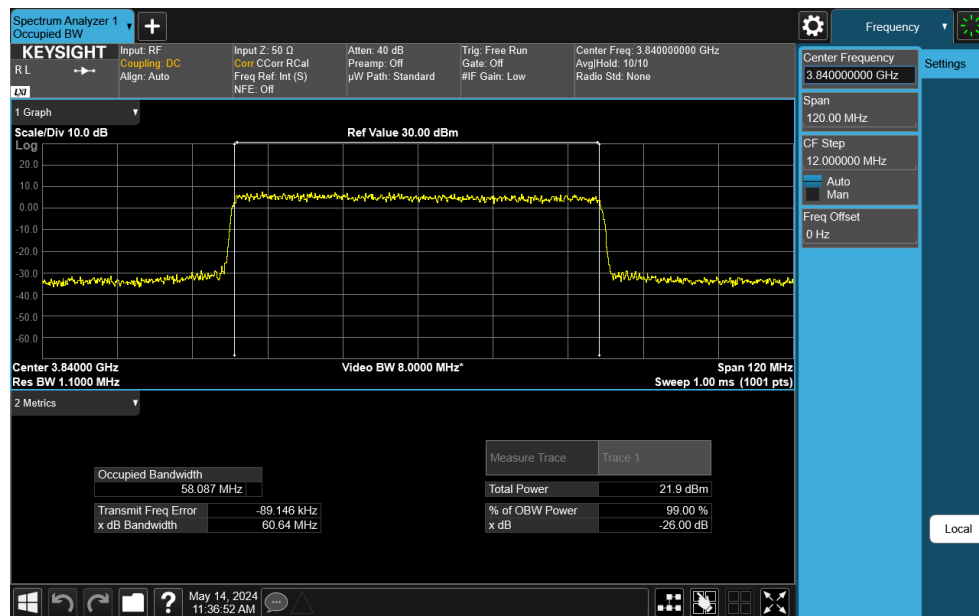 Spectrum Analyzer 1
Occupied BW
Frequency
KEYSIGHT
R L
LXI
Input: RF
Coupling: DC
Align: Auto
Input Z: 50 Ω
Corr CCorr RCal
Freq Ref: Int (S)
NFE: Off
Atten: 40 dB
Preamp: Off
µW Path: Standard
Trig: Free Run
Gate: Off
#IF Gain: Low
Center Freq: 3.840000000 GHz
Avg|Hold: 10/10
Radio Std: None
Center Frequency
3.840000000 GHz
Settings
Span
120.00 MHz
CF Step
12.000000 MHz
Auto
Man
Freq Offset
0 Hz
Local
1 Graph
Scale/Div 10.0 dB
Ref Value 30.00 dBm
Log
20.0
10.0
0.00
-10.0
-20.0
-30.0
-40.0
-50.0
-60.0
Center 3.84000 GHz
Video BW 8.0000 MHz*
Span 120 MHz
Res BW 1.1000 MHz
Sweep 1.00 ms (1001 pts)
2 Metrics
Measure Trace
Trace 1
Occupied Bandwidth
58.087 MHz
Total Power
21.9 dBm
Transmit Freq Error
-89.146 kHz
% of OBW Power
99.00 %
x dB Bandwidth
60.64 MHz
x dB
-26.00 dB
May 14, 2024
11:36:52 AM